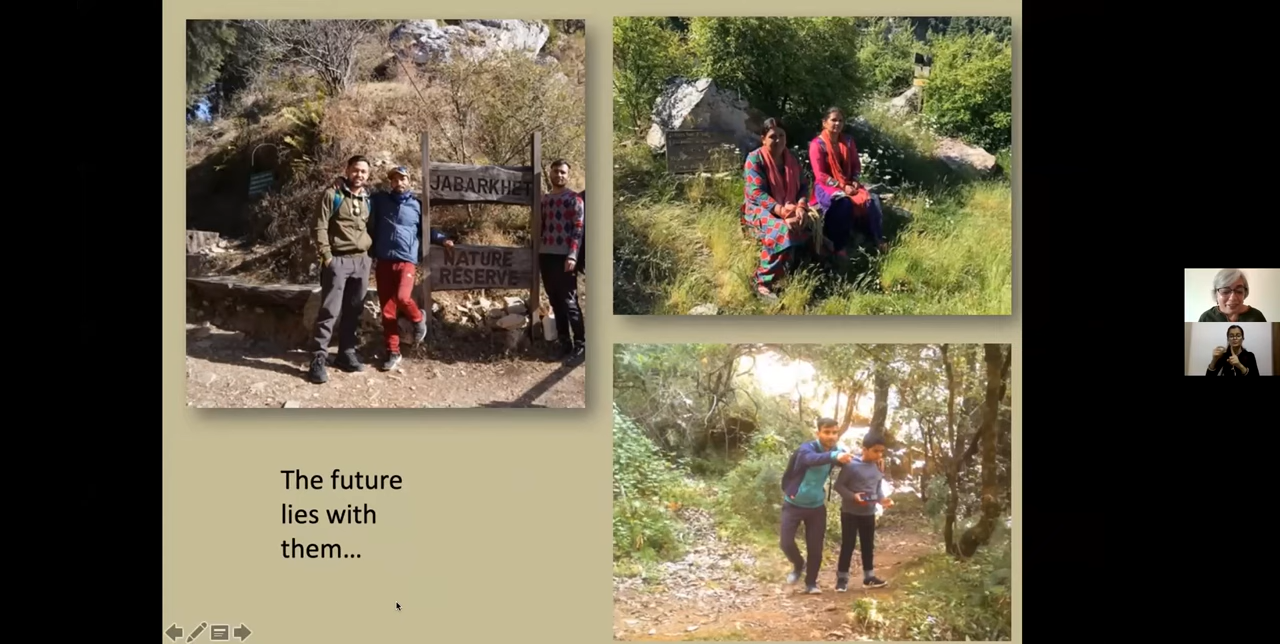 JABARKHET
NATURE
RESERVE
The future
lies with
them...